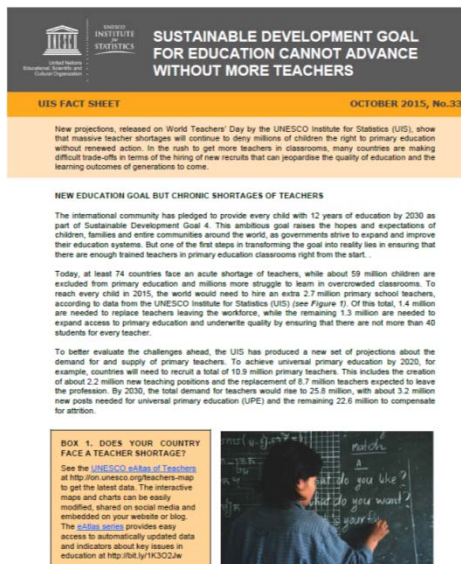 UNESCO
INSTITUTE
for
STATISTICS
United Nations
Educational, Scientific and
Cultural Organization
SUSTAINABLE DEVELOPMENT GOAL
FOR EDUCATION CANNOT ADVANCE
WITHOUT MORE TEACHERS
UIS FACT SHEET
OCTOBER 2015, No.33
New projections, released on World Teachers' Day by the UNESCO Institute for Statistics (UIS), show
that massive teacher shortages will continue to deny millions of children the right to primary education
without renewed action. In the rush to get more teachers in classrooms, many countries are making
difficult trade-offs in terms of the hiring of new recruits that can jeopardise the quality of education and the
learning outcomes of generations to come.
NEW EDUCATION GOAL BUT CHRONIC SHORTAGES OF TEACHERS
The international community has pledged to provide every child with 12 years of education by 2030 as
part of Sustainable Development Goal 4. This ambitious goal raises the hopes and expectations of
children, families and entire communities around the world, as governments strive to expand and improve
their education systems. But one of the first steps in transforming the goal into reality lies in ensuring that
there are enough trained teachers in primary education classrooms right from the start. .
Today, at least 74 countries face an acute shortage of teachers, while about 59 million children are
excluded from primary education and millions more struggle to learn in overcrowded classrooms. To
reach every child in 2015, the world would need to hire an extra 2.7 million primary school teachers,
according to data from the UNESCO Institute for Statistics (UIS) (see Figure 1). Of this total, 1.4 million
are needed to replace teachers leaving the workforce, while the remaining 1.3 million are needed to
expand access to primary education and underwrite quality by ensuring that there are not more than 40
students for every teacher.
To better evaluate the challenges ahead, the UIS has produced a new set of projections about the
demand for and supply of primary teachers. To achieve universal primary education by 2020, for
example, countries will need to recruit a total of 10.9 million primary teachers. This includes the creation
of about 2.2 million new teaching positions and the replacement of 8.7 million teachers expected to leave
the profession. By 2030, the total demand for teachers would rise to 25.8 million, with about 3.2 million
new posts needed for universal primary education (UPE) and the remaining 22.6 million to compensate
for attrition.
BOX 1. DOES YOUR COUNTRY
FACE A TEACHER SHORTAGE?
See the UNESCO eAtlas of Teachers
at http://on.unesco.org/teachers-map
to get the latest data. The interactive
maps and charts can be easily
modified, shared on social media and
embedded on your website or blog.
The eAtlas series provides easy
access to automatically updated data
and indicators about key issues in
education at http://bit.ly/1K3O2Jw
match
A
what do you like?
what do you want?